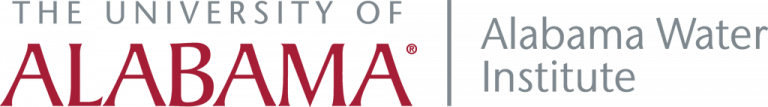 THE UNIVERSITY OF
ALABAMA®
Alabama Water
Institute